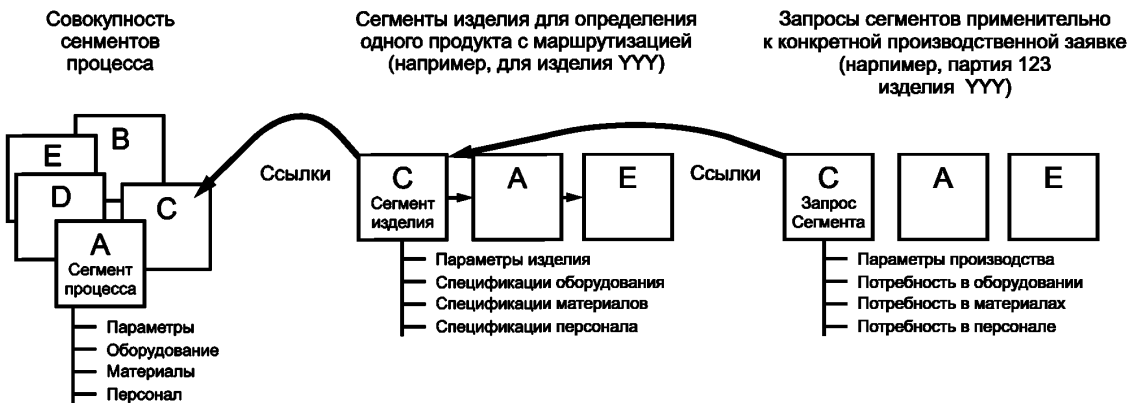 Совокупность
сенментов
процесса
Сегменты изделия для определения
одного продукта с маршрутизацией
(например, для изделия YYY)
Запросы сегментов применительно
к конкретной производственной заявке
(нарпимер, партия 123
изделия YYY)
B
E
D
C
A
Сегмент
процесса
Параметры
Оборудование
Материалы
Персонал
Ссылки
C
Сегмент
изделия
A
E
Параметры изделия
Спецификации оборудования
Спецификации материалов
Спецификации персонала
Ссылки
C
Запрос
Сегмента
A
E
Параметры производства
Потребность в оборудовании
Потребность в материалах
Потребность в персонале